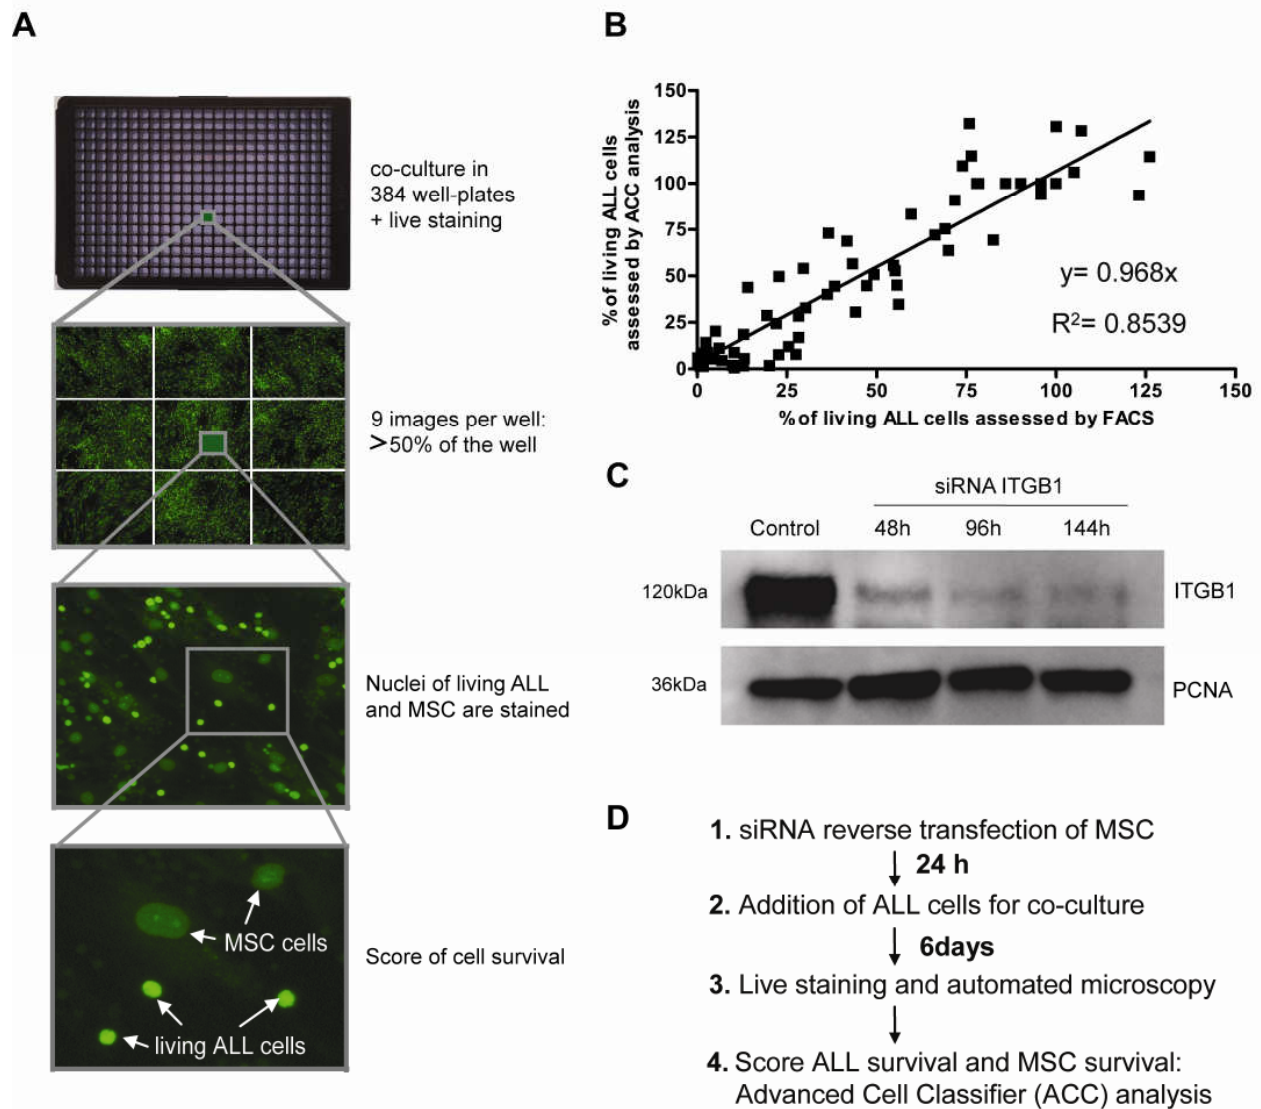 A
co-culture in
384 well-plates
+ live staining
9 images per well:
>50% of the well
Nuclei of living ALL
and MSC are stained
MSC cells
living ALL cells
Score of cell survival
B
% of living ALL cells
assessed by ACC analysis
150
125
100
75
50
25
0
y= 0.968x
R²= 0.8539
0 25 50 75 100 125 150
% of living ALL cells assessed by FACS
C
siRNA ITGB1
Control 48h 96h 144h
120kDa ITGB1
36kDa PCNA
D
1. siRNA reverse transfection of MSC
24 h
2. Addition of ALL cells for co-culture
6days
3. Live staining and automated microscopy
4. Score ALL survival and MSC survival:
Advanced Cell Classifier (ACC) analysis